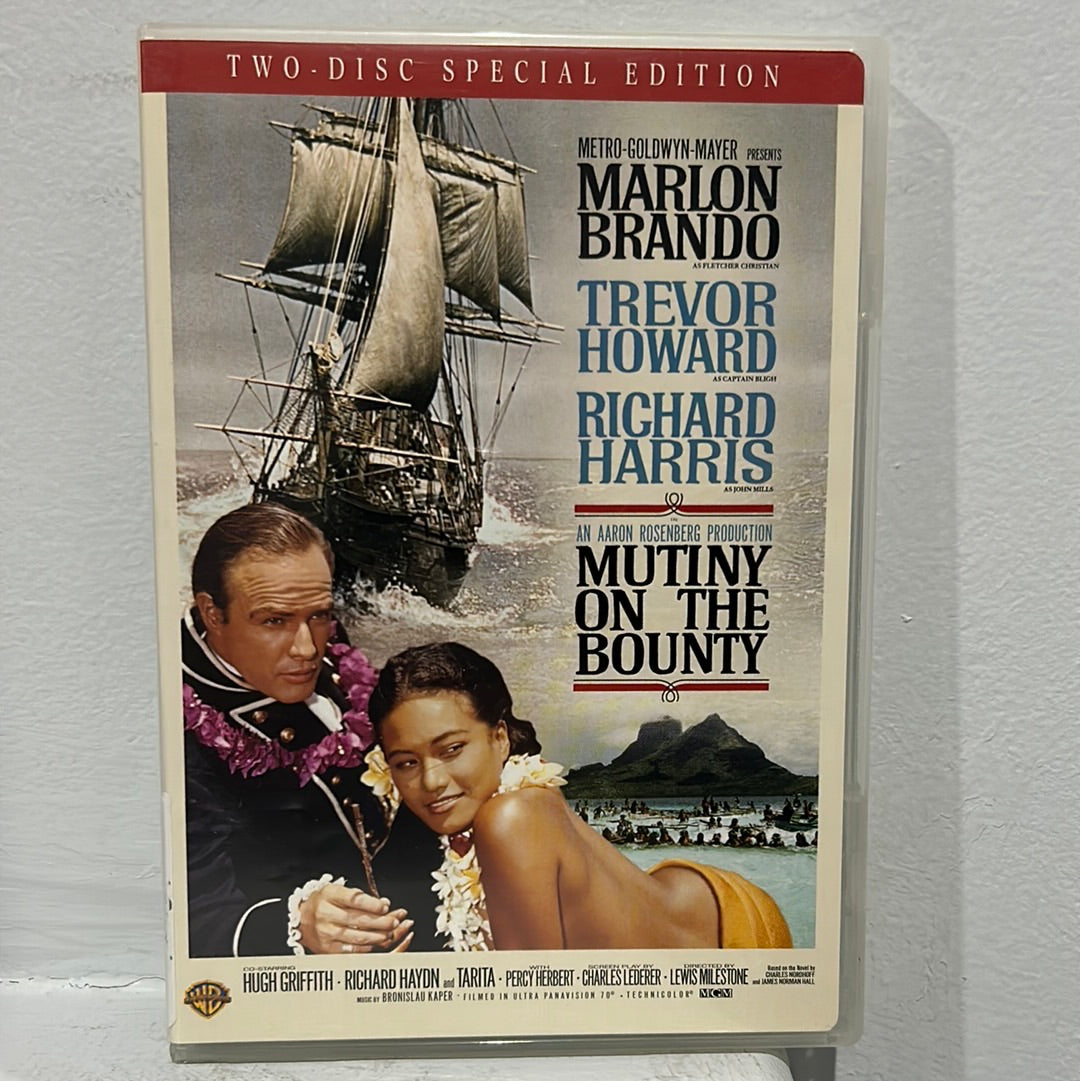 TWO-DISC SPECIAL EDITION
METRO-GOLDWYN-MAYER PRESENTS
MARLON
BRANDO
AS FLETCHER CHRISTIAN
TREVOR
HOWARD
AS CAPTAIN BLIGH
RICHARD
HARRIS
AS JOHN MILLS
IN
AN AARON ROSENBERG PRODUCTION
MUTINY
ON THE
BOUNTY
CO-STARRING
HUGH GRIFFITH · RICHARD HAYDN and TARITA · WITH PERCY HERBERT · SCREEN PLAY BY CHARLES LEDERER · DIRECTED BY LEWIS MILESTONE
Based on the Novel by
CHARLES NORDHOFF
and JAMES NORMAN HALL
MUSIC BY BRONISLAU KAPER · FILMED IN ULTRA PANAVISION 70® · TECHNICOLOR® MGM
WB